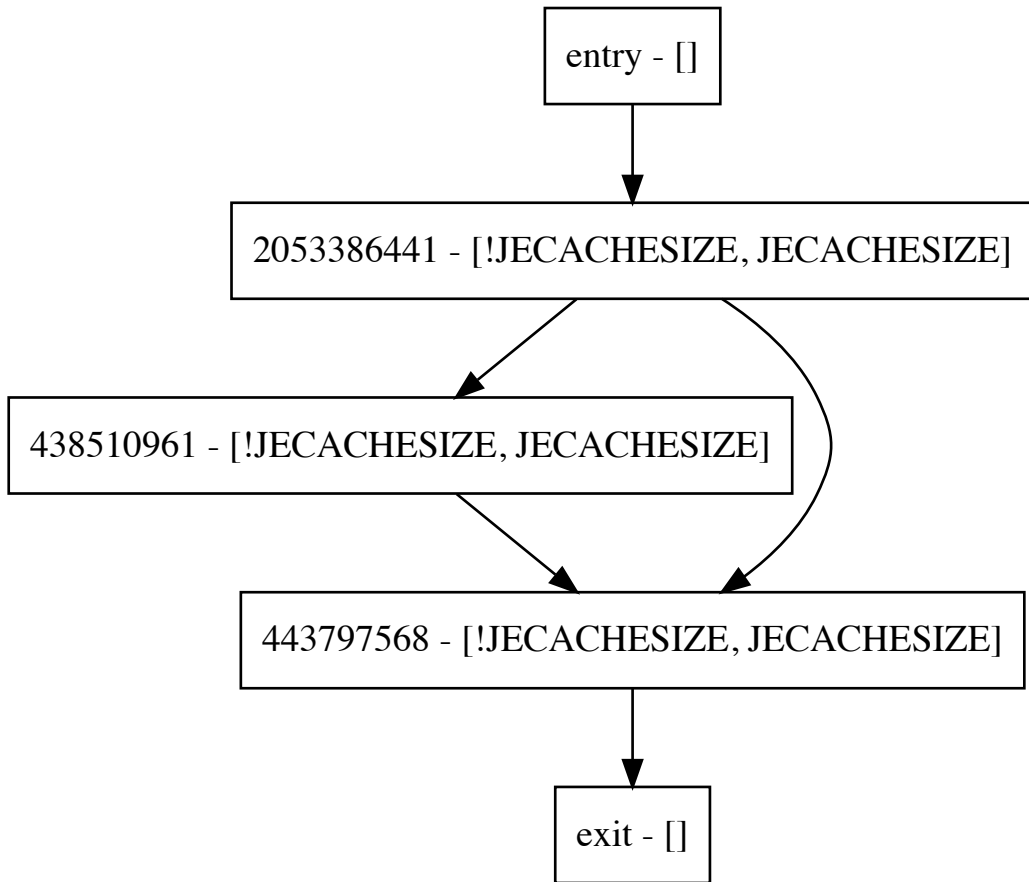 entry - []
2053386441 - [!JECACHESIZE, JECACHESIZE]
438510961 - [!JECACHESIZE, JECACHESIZE]
443797568 - [!JECACHESIZE, JECACHESIZE]
exit - []